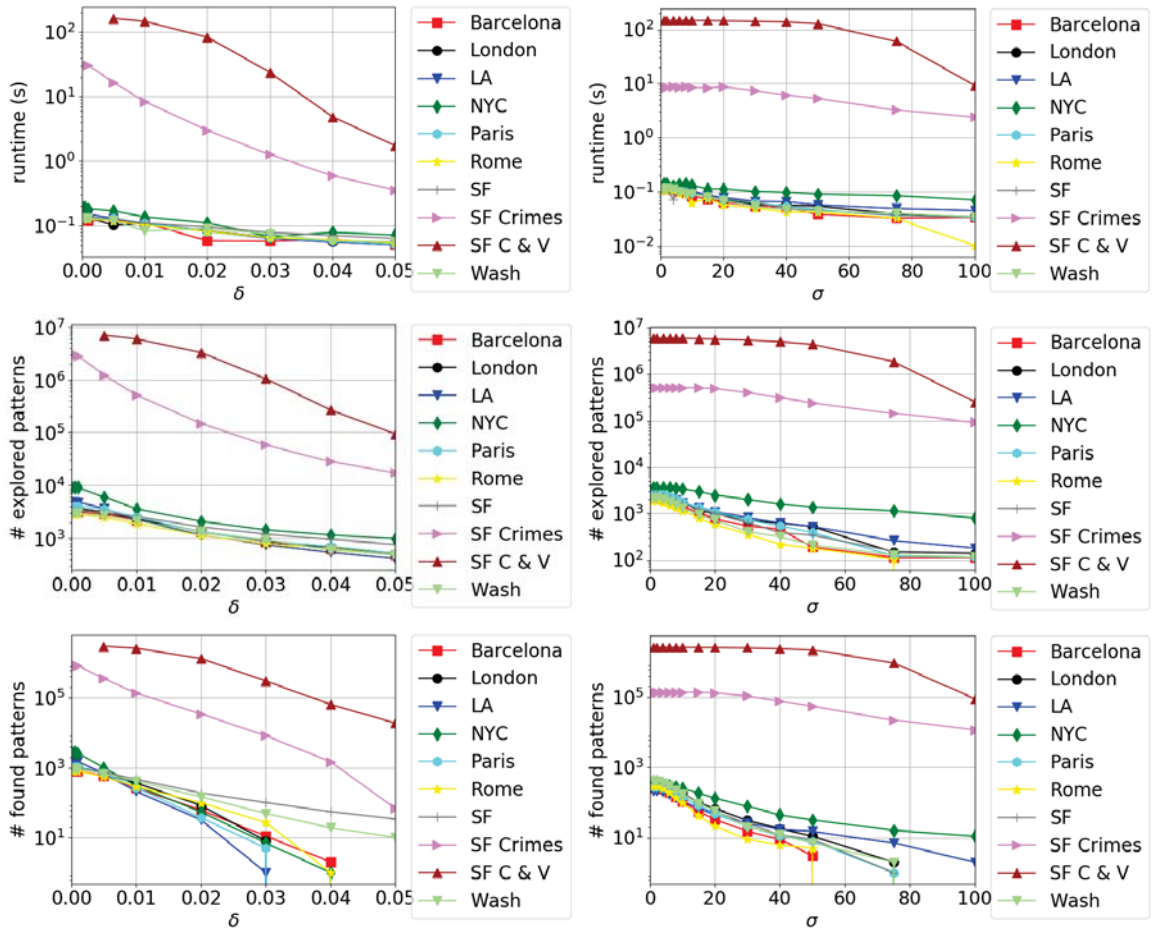 runtime (s)
10²
10¹
10⁰
10⁻¹
0.00 0.01 0.02 0.03 0.04 0.05
δ
Barcelona
London
LA
NYC
Paris
Rome
SF
SF Crimes
SF C & V
Wash
runtime (s)
10²
10¹
10⁰
10⁻¹
10⁻²
0 20 40 60 80 100
σ
Barcelona
London
LA
NYC
Paris
Rome
SF
SF Crimes
SF C & V
Wash
# explored patterns
10⁷
10⁶
10⁵
10⁴
10³
0.00 0.01 0.02 0.03 0.04 0.05
δ
Barcelona
London
LA
NYC
Paris
Rome
SF
SF Crimes
SF C & V
Wash
# explored patterns
10⁷
10⁶
10⁵
10⁴
10³
10²
0 20 40 60 80 100
σ
Barcelona
London
LA
NYC
Paris
Rome
SF
SF Crimes
SF C & V
Wash
# found patterns
10⁵
10³
10¹
0.00 0.01 0.02 0.03 0.04 0.05
δ
Barcelona
London
LA
NYC
Paris
Rome
SF
SF Crimes
SF C & V
Wash
# found patterns
10⁵
10³
10¹
0 20 40 60 80 100
σ
Barcelona
London
LA
NYC
Paris
Rome
SF
SF Crimes
SF C & V
Wash